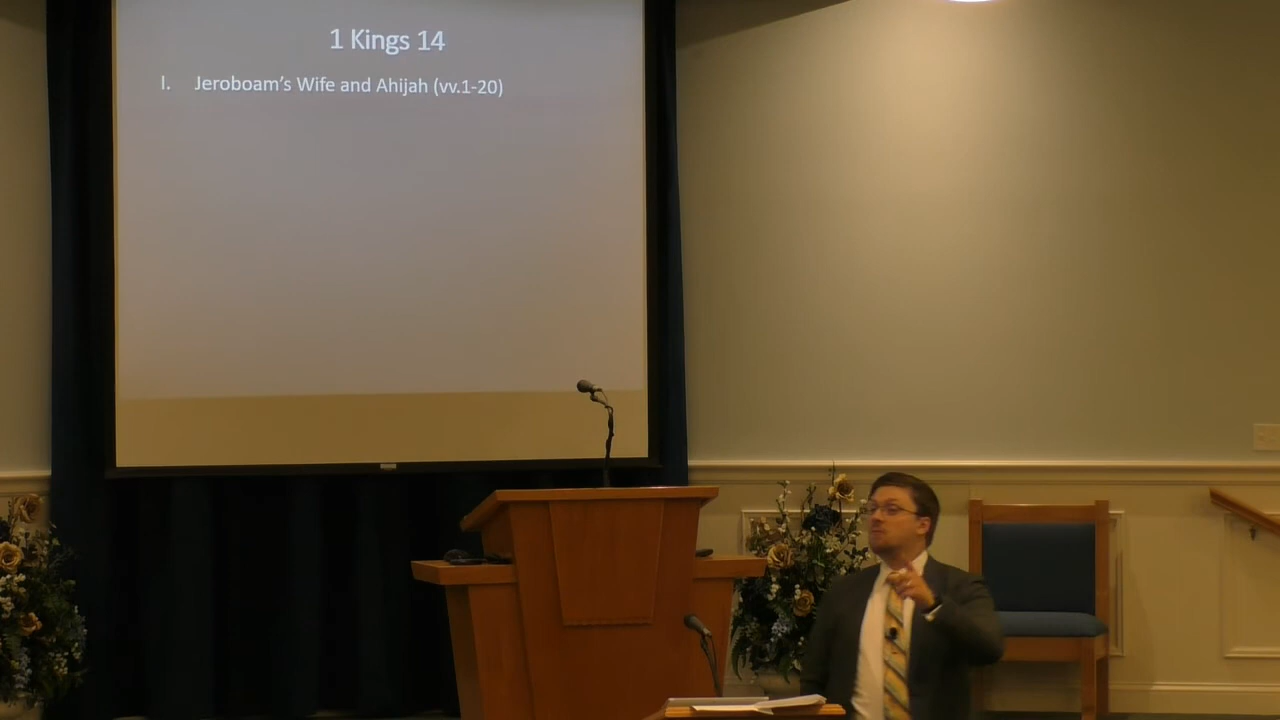 1 Kings 14
I. Jeroboam’s Wife and Ahijah (vv.1-20)